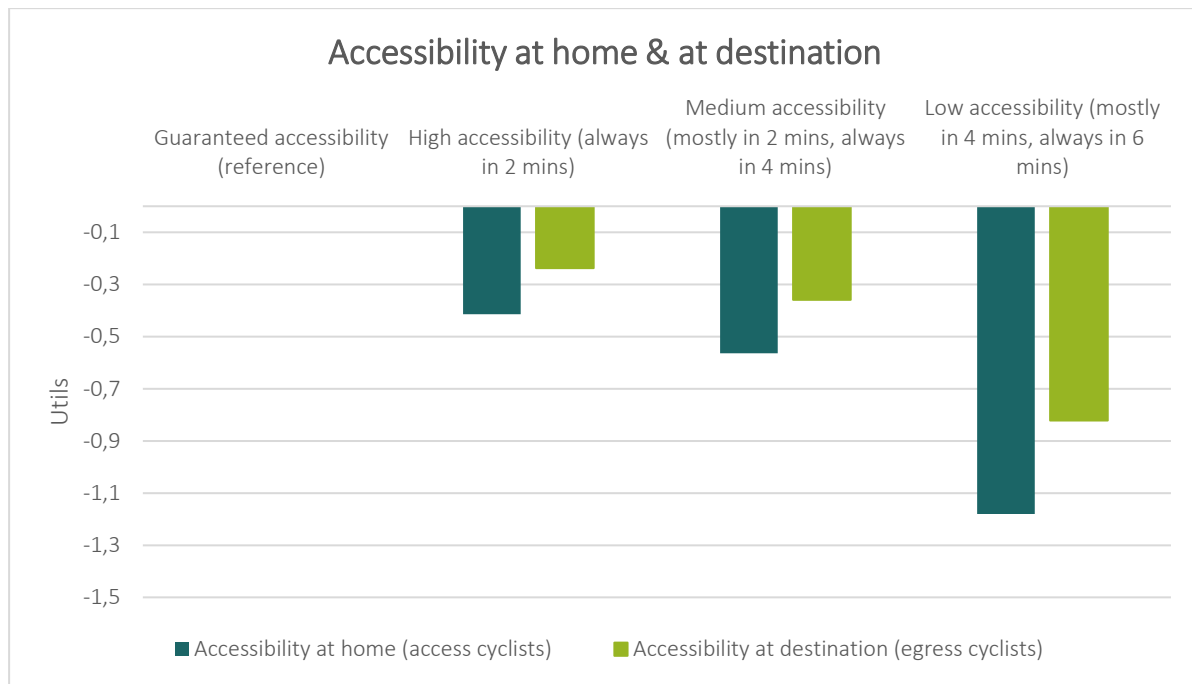 Accessibility at home & at destination
Guaranteed accessibility
(reference)
High accessibility (always
in 2 mins)
Medium accessibility
(mostly in 2 mins, always
in 4 mins)
Low accessibility (mostly
in 4 mins, always in 6
mins)
Utils
-0,1
-0,3
-0,5
-0,7
-0,9
-1,1
-1,3
-1,5
Accessibility at home (access cyclists)
Accessibility at destination (egress cyclists)